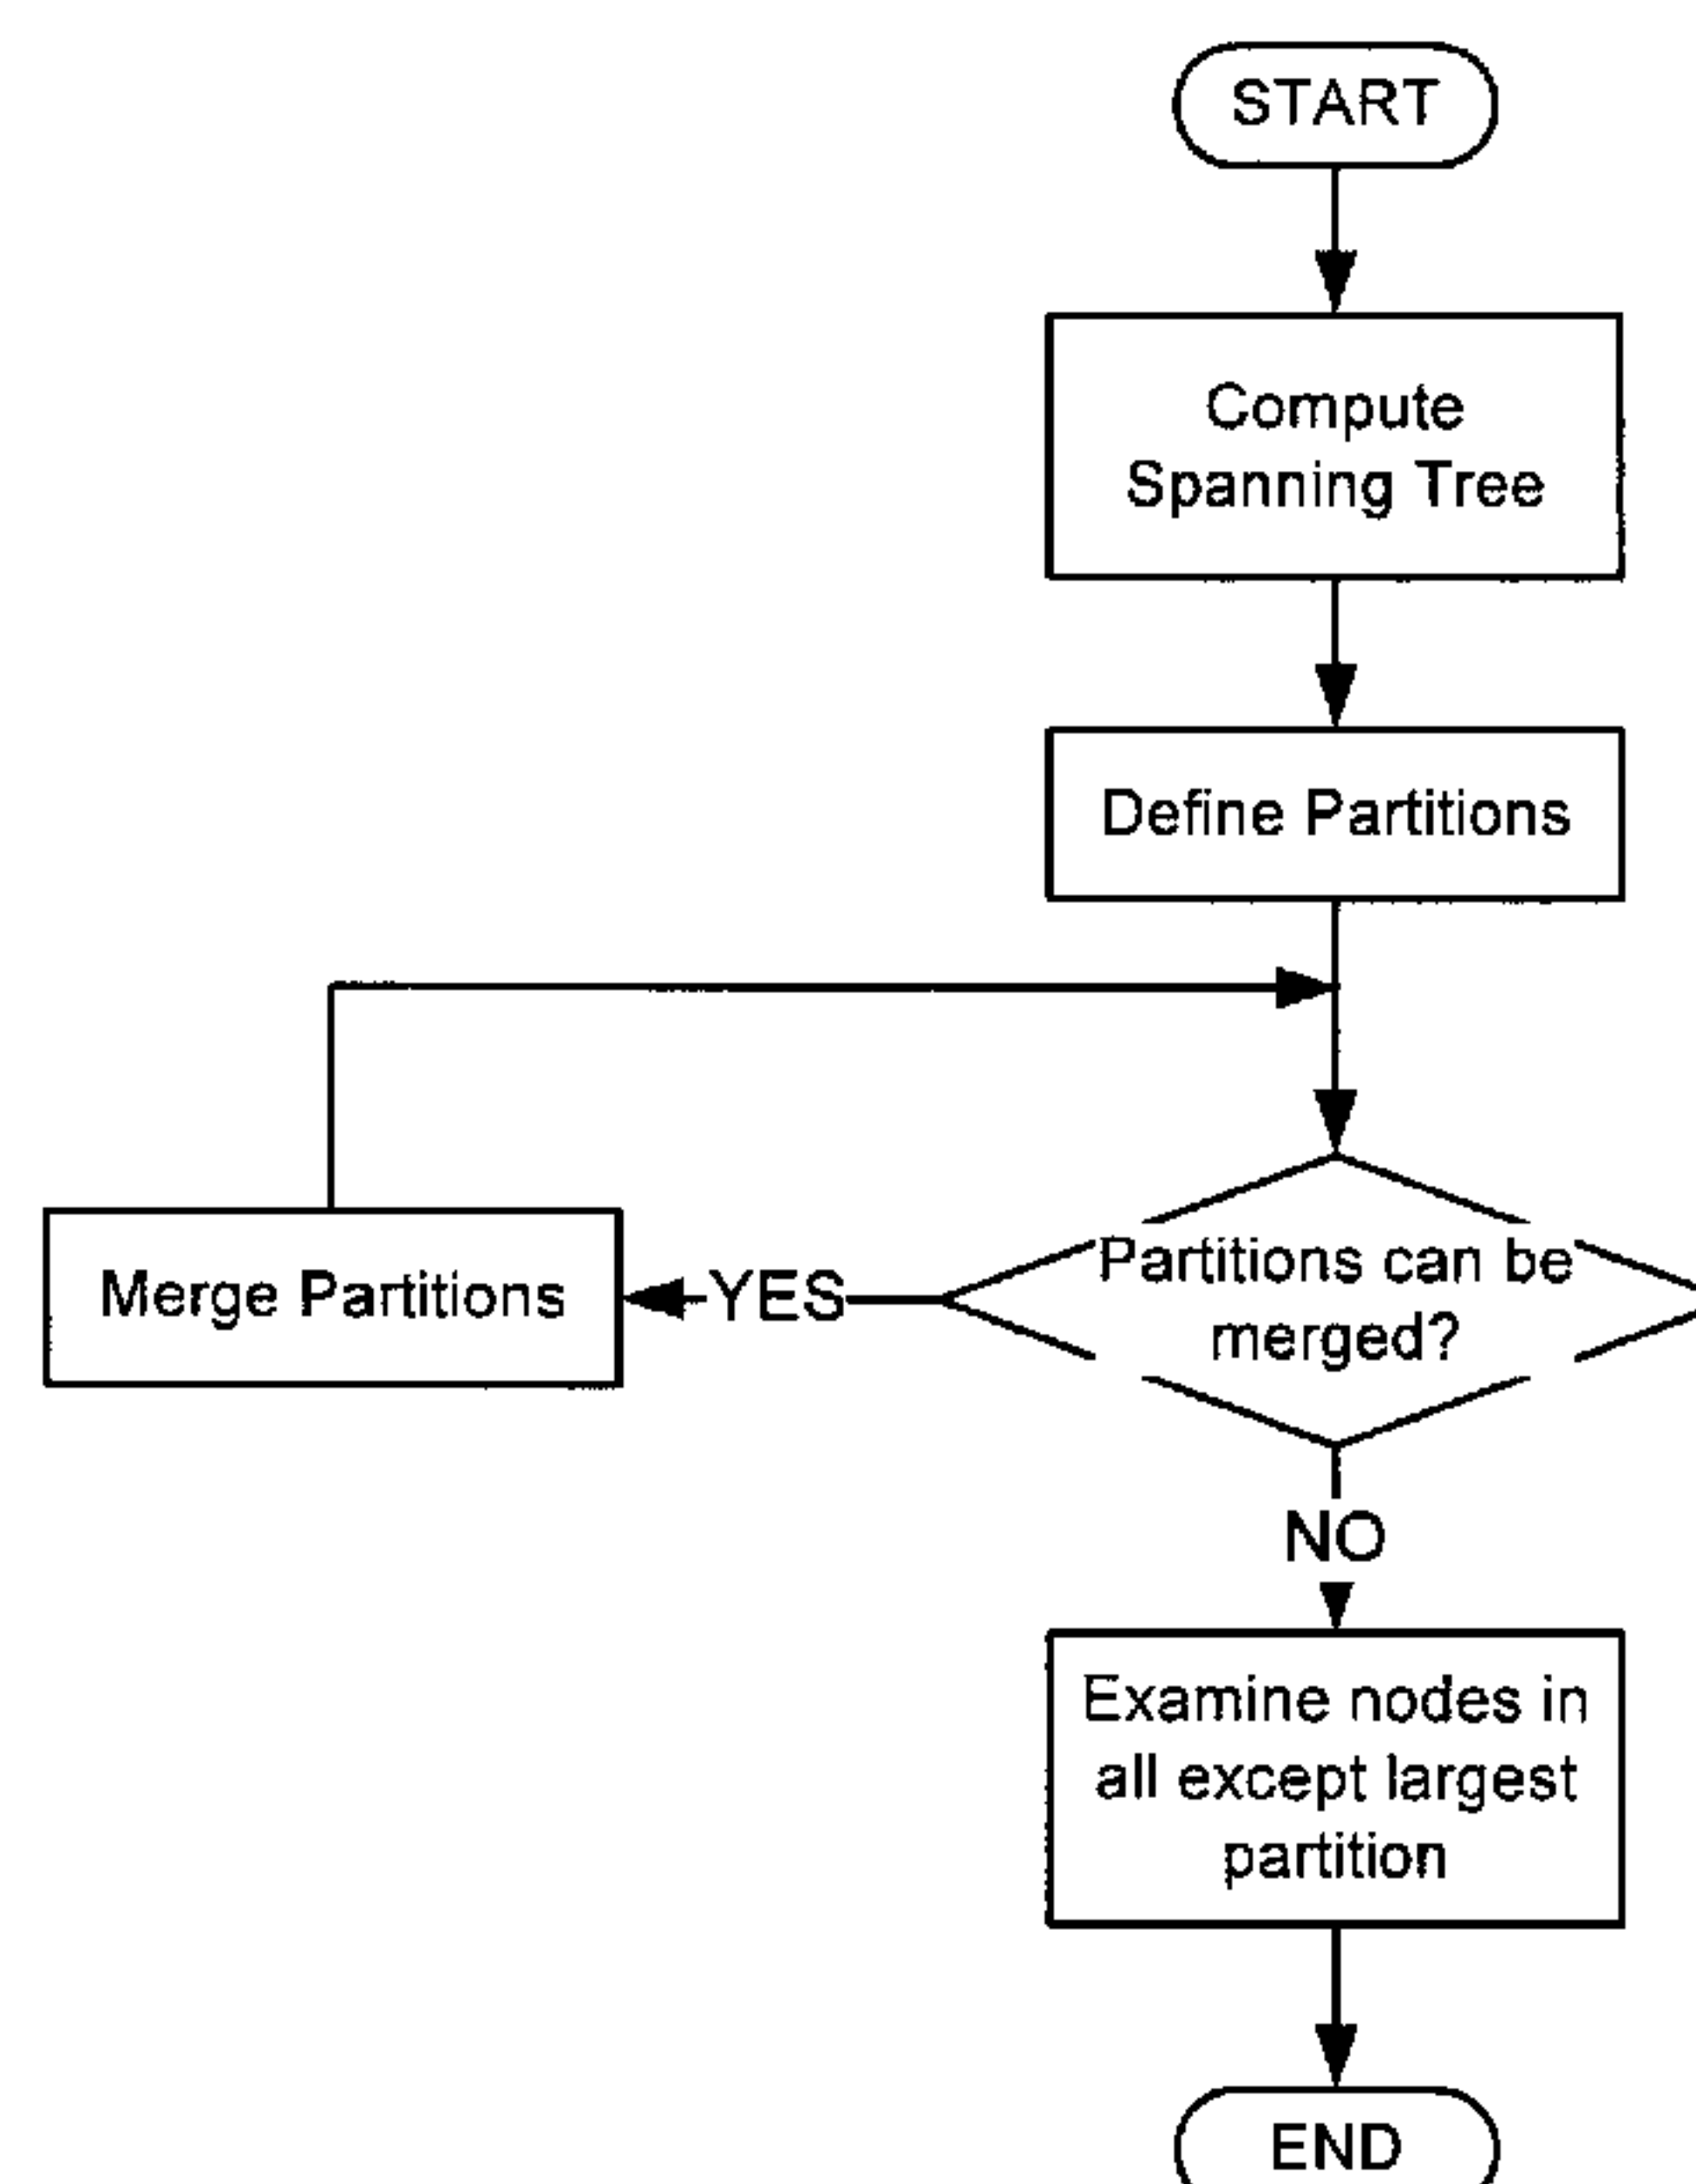 START
Compute
Spanning Tree
Define Partitions
Partitions can be
merged?
YES
Merge Partitions
NO
Examine nodes in
all except largest
partition
END